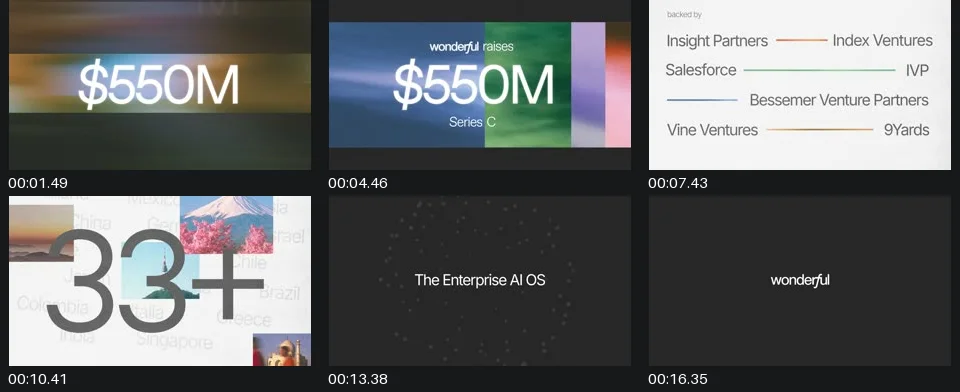 $550M
00:01.49
wonderful raises
$550M
Series C
00:04.46
backed by
Insight Partners Index Ventures
Salesforce IVP
Bessemer Venture Partners
Vine Ventures 9Yards
00:07.43
Mexico
China
Israel
33+
Chile
Brazil
Colombia
Italia
Greece
India
Singapore
00:10.41
The Enterprise AI OS
00:13.38
wonderful
00:16.35